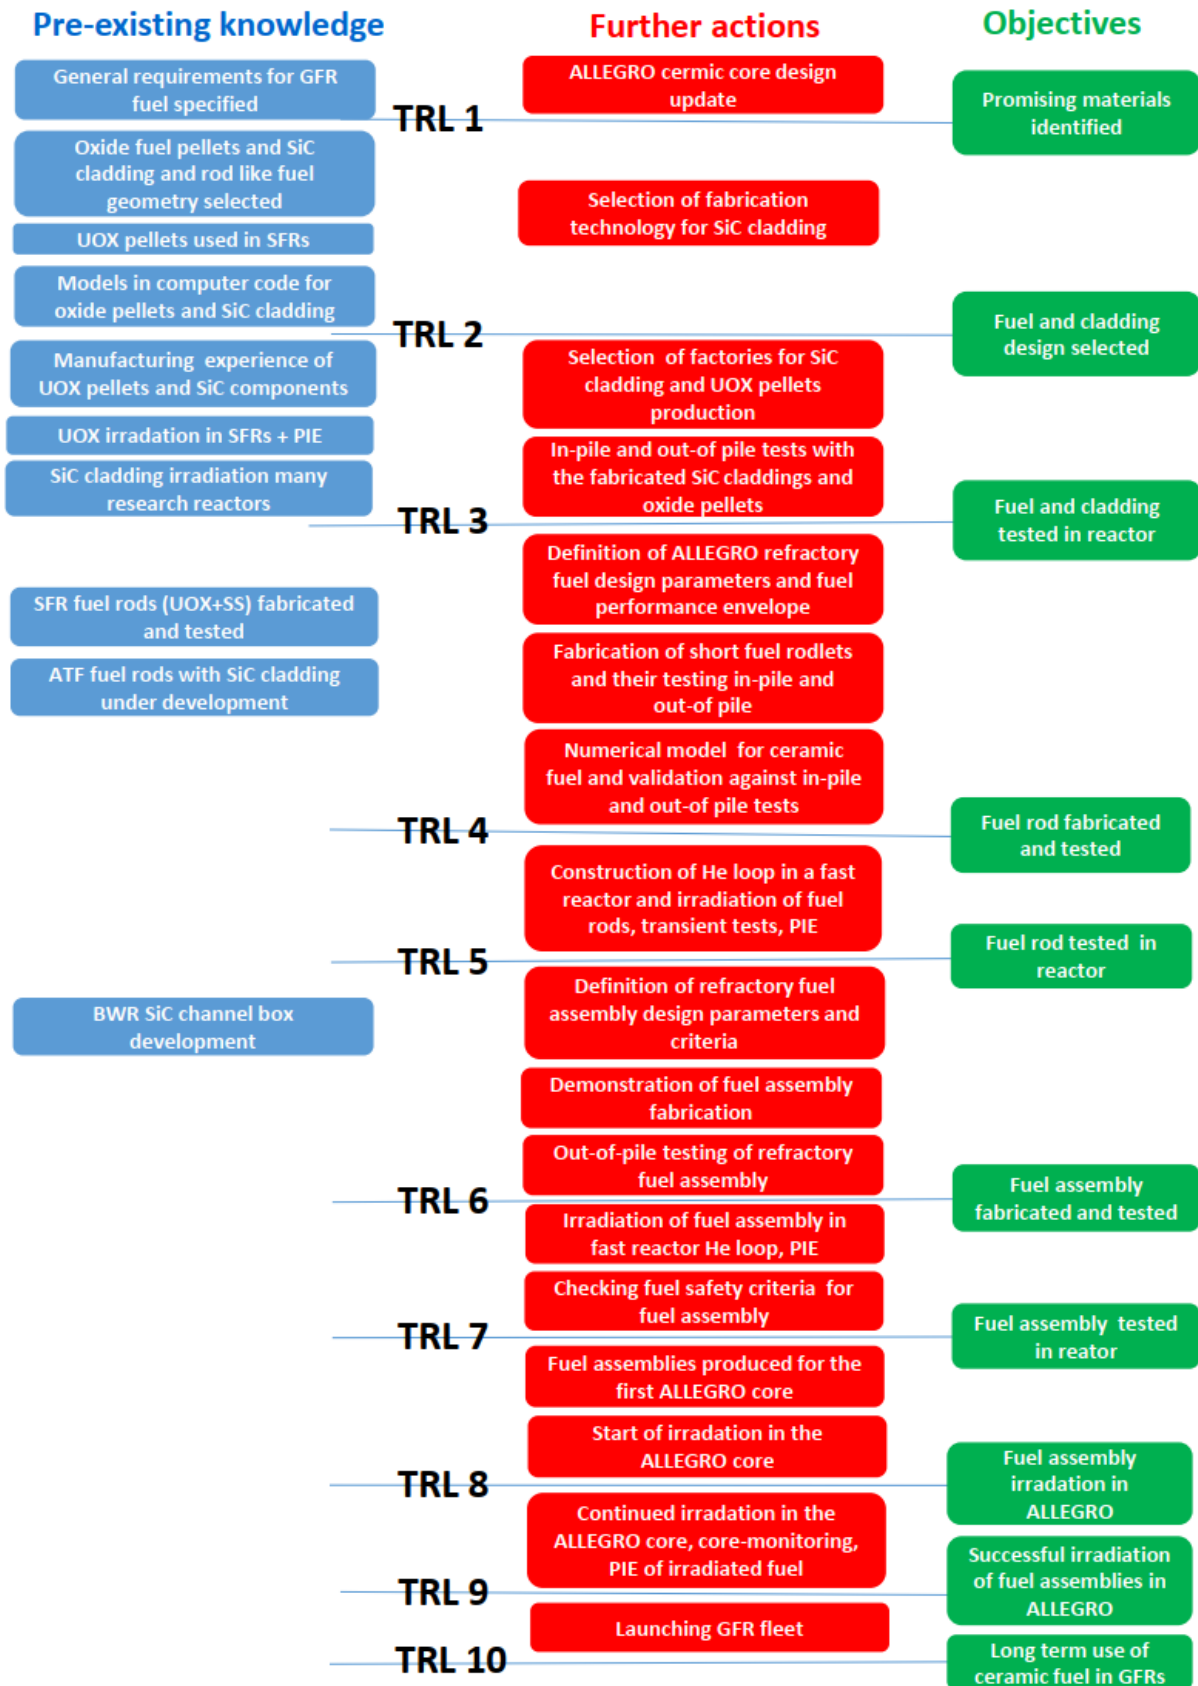 Pre-existing knowledge
Further actions
Objectives
General requirements for GFR
fuel specified
ALLEGRO cermic core design
update
TRL 1
Promising materials
identified
Oxide fuel pellets and SiC
cladding and rod like fuel
geometry selected
Selection of fabrication
technology for SiC cladding
UOX pellets used in SFRs
Models in computer code for
oxide pellets and SiC cladding
TRL 2
Fuel and cladding
design selected
Manufacturing experience of
UOX pellets and SiC components
Selection of factories for SiC
cladding and UOX pellets
production
UOX irradation in SFRs + PIE
In-pile and out-of pile tests with
the fabricated SiC claddings and
oxide pellets
SiC cladding irradiation many
research reactors
TRL 3
Fuel and cladding
tested in reactor
Definition of ALLEGRO refractory
fuel design parameters and fuel
performance envelope
SFR fuel rods (UOX+SS) fabricated
and tested
Fabrication of short fuel rodlets
and their testing in-pile and
out-of pile
ATF fuel rods with SiC cladding
under development
Numerical model for ceramic
fuel and validation against in-pile
and out-of pile tests
TRL 4
Fuel rod fabricated
and tested
Construction of He loop in a fast
reactor and irradiation of fuel
rods, transient tests, PIE
TRL 5
Fuel rod tested in
reactor
Definition of refractory fuel
assembly design parameters and
criteria
BWR SiC channel box
development
Demonstration of fuel assembly
fabrication
Out-of-pile testing of refractory
fuel assembly
TRL 6
Fuel assembly
fabricated and tested
Irradiation of fuel assembly in
fast reactor He loop, PIE
Checking fuel safety criteria for
fuel assembly
TRL 7
Fuel assembly tested
in reator
Fuel assemblies produced for the
first ALLEGRO core
Start of irradation in the
ALLEGRO core
TRL 8
Fuel assembly
irradation in
ALLEGRO
Continued irradation in the
ALLEGRO core, core-monitoring,
PIE of irradiated fuel
TRL 9
Successful irradiation
of fuel assemblies in
ALLEGRO
Launching GFR fleet
TRL 10
Long term use of
ceramic fuel in GFRs